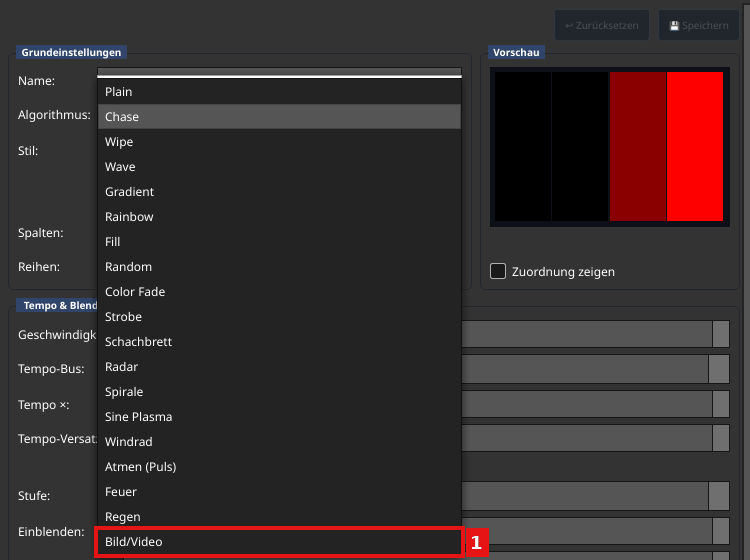 ↩ Zurücksetzen
💾 Speichern
Grundeinstellungen
Vorschau
Name:
Plain
Algorithmus:
Chase
Wipe
Stil:
Wave
Gradient
Rainbow
Spalten:
Fill
Reihen:
Random
Zuordnung zeigen
Color Fade
Tempo & Blend
Strobe
Geschwindigk
Schachbrett
Tempo-Bus:
Radar
Spirale
Tempo ×:
Sine Plasma
Tempo-Versat
Windrad
Atmen (Puls)
Stufe:
Feuer
Regen
Einblenden:
Bild/Video
1